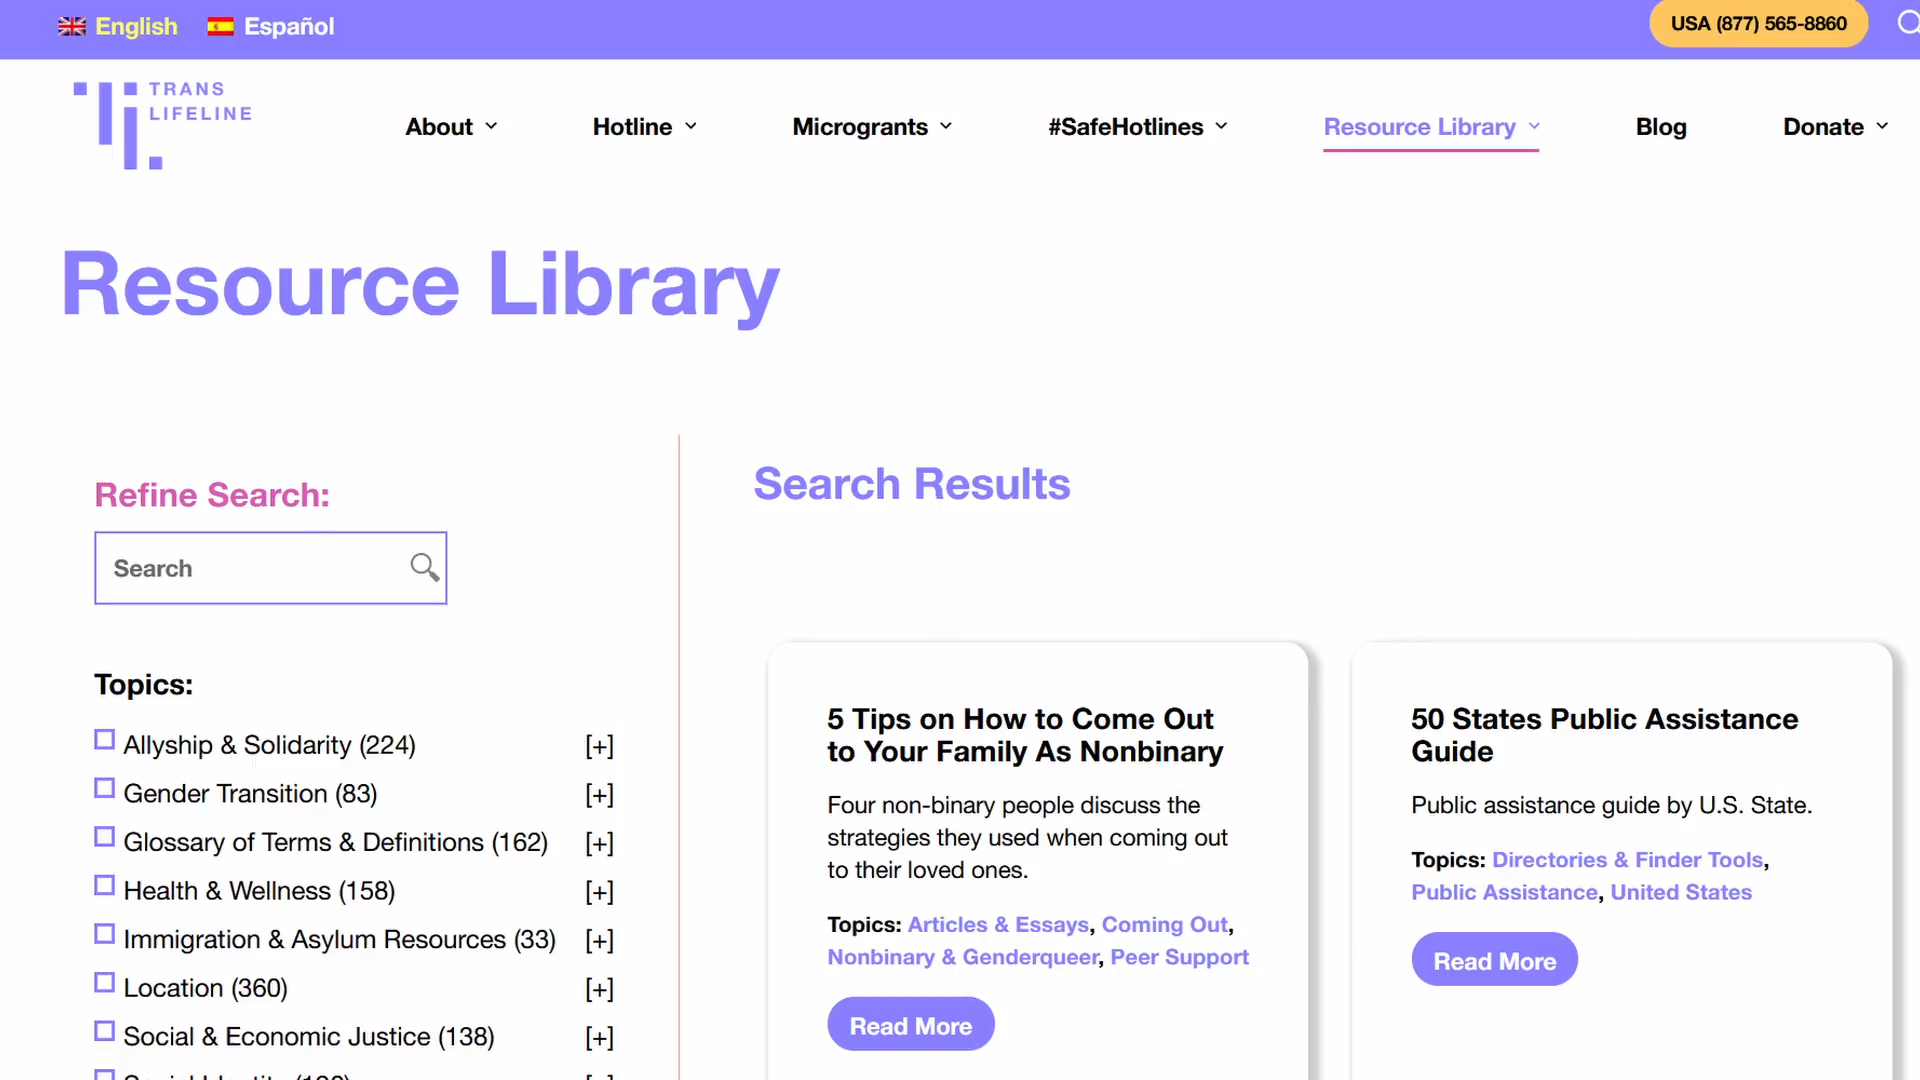 English Español USA (877) 565-8860
TRANS
LIFELINE
About Hotline Microgrants #SafeHotlines Resource Library Blog Donate
Resource Library
Refine Search:
Search
Topics:
Allyship & Solidarity (224) [+]
Gender Transition (83) [+]
Glossary of Terms & Definitions (162) [+]
Health & Wellness (158) [+]
Immigration & Asylum Resources (33) [+]
Location (360) [+]
Social & Economic Justice (138) [+]
Search Results
5 Tips on How to Come Out
to Your Family As Nonbinary
Four non-binary people discuss the
strategies they used when coming out
to their loved ones.
Topics: Articles & Essays, Coming Out,
Nonbinary & Genderqueer, Peer Support
Read More
50 States Public Assistance
Guide
Public assistance guide by U.S. State.
Topics: Directories & Finder Tools,
Public Assistance, United States
Read More